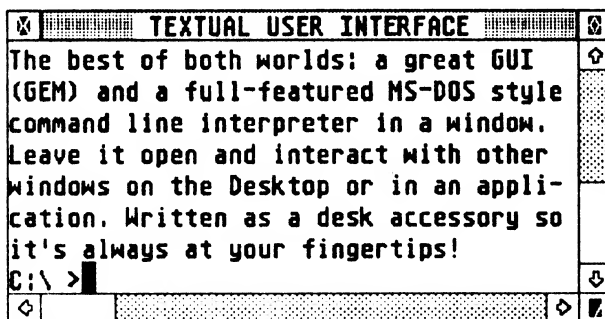 TEXTUAL USER INTERFACE
The best of both worlds: a great GUI
(GEM) and a full-featured MS-DOS style
command line interpreter in a window.
Leave it open and interact with other
windows on the Desktop or in an appli-
cation. Written as a desk accessory so
it's always at your fingertips!
C:\ >